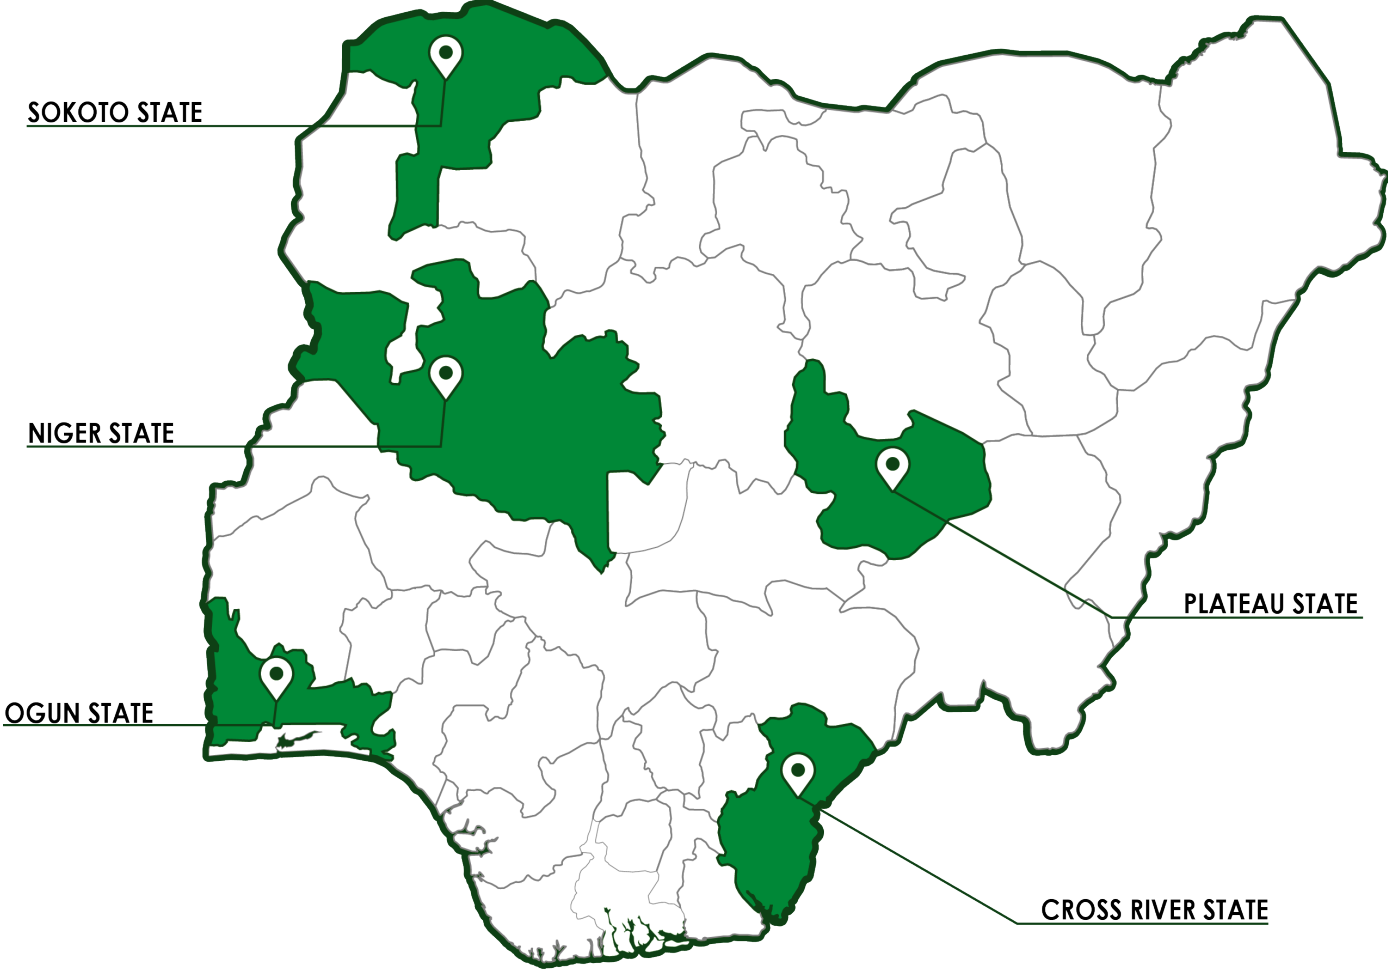 SOKOTO STATE
NIGER STATE
PLATEAU STATE
OGUN STATE
CROSS RIVER STATE